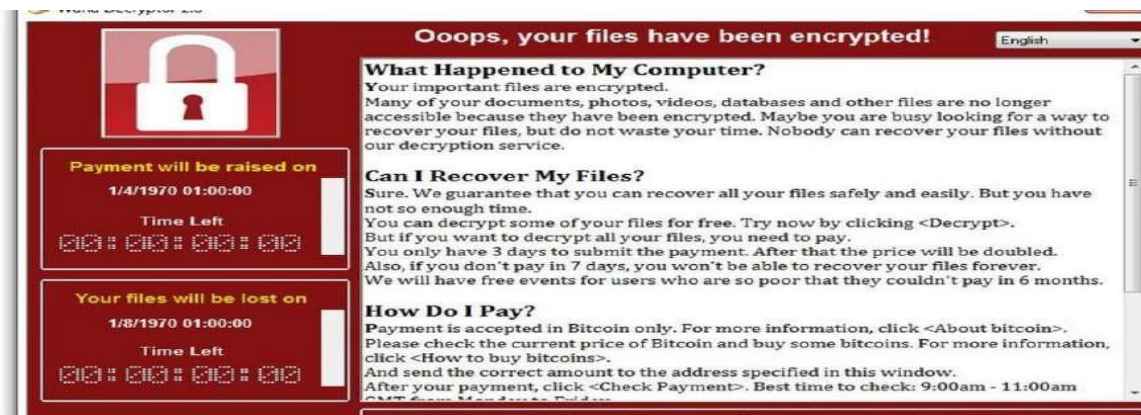 Ooops, your files have been encrypted!
English
Payment will be raised on
1/4/1970 01:00:00
Time Left
00:00:00:00
Your files will be lost on
1/8/1970 01:00:00
Time Left
00:00:00:00
What Happened to My Computer?
Your important files are encrypted.
Many of your documents, photos, videos, databases and other files are no longer
accessible because they have been encrypted. Maybe you are busy looking for a way to
recover your files, but do not waste your time. Nobody can recover your files without
our decryption service.
Can I Recover My Files?
Sure. We guarantee that you can recover all your files safely and easily. But you have
not so enough time.
You can decrypt some of your files for free. Try now by clicking <Decrypt>.
But if you want to decrypt all your files, you need to pay.
You only have 3 days to submit the payment. After that the price will be doubled.
Also, if you don't pay in 7 days, you won't be able to recover your files forever.
We will have free events for users who are so poor that they couldn't pay in 6 months.
How Do I Pay?
Payment is accepted in Bitcoin only. For more information, click <About bitcoin>.
Please check the current price of Bitcoin and buy some bitcoins. For more information,
click <How to buy bitcoins>.
And send the correct amount to the address specified in this window.
After your payment, click <Check Payment>. Best time to check: 9:00am - 11:00am